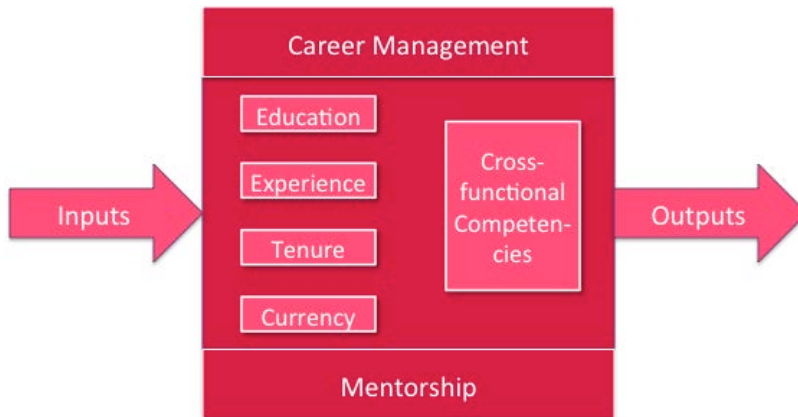 Career Management
Education
Experience
Tenure
Currency
Cross-
functional
Competen-
cies
Inputs
Outputs
Mentorship